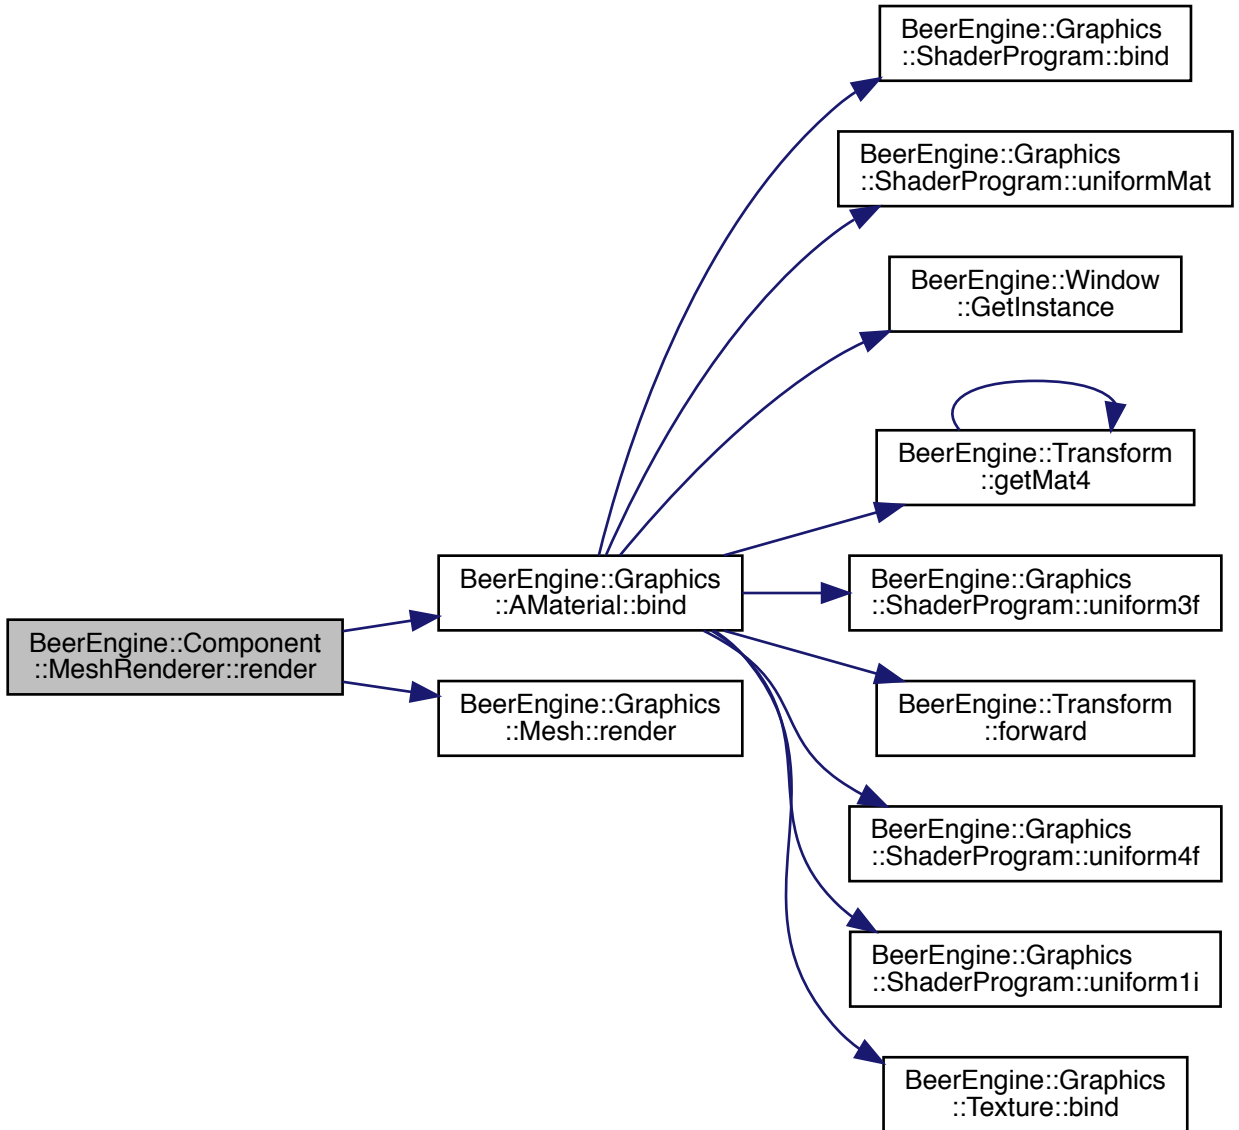 BeerEngine::Component
::MeshRenderer::render
BeerEngine::Graphics
::AMaterial::bind
BeerEngine::Graphics
::Mesh::render
BeerEngine::Graphics
::ShaderProgram::bind
BeerEngine::Graphics
::ShaderProgram::uniformMat
BeerEngine::Window
::GetInstance
BeerEngine::Transform
::getMat4
BeerEngine::Graphics
::ShaderProgram::uniform3f
BeerEngine::Transform
::forward
BeerEngine::Graphics
::ShaderProgram::uniform4f
BeerEngine::Graphics
::ShaderProgram::uniform1i
BeerEngine::Graphics
::Texture::bind